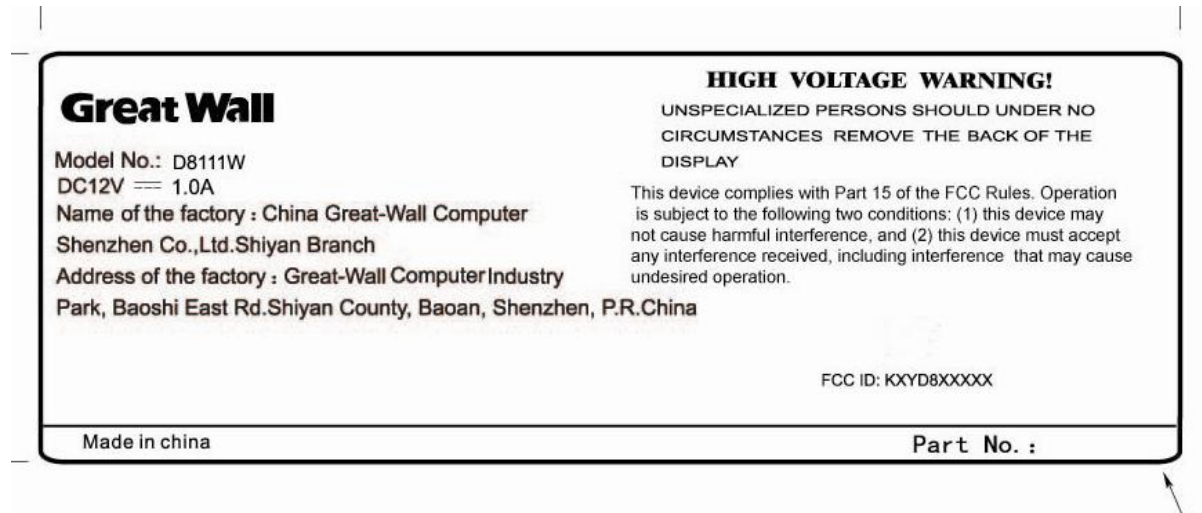 Great Wall
Model No.: D8111W
DC12V ⎓ 1.0A
Name of the factory : China Great-Wall Computer
Shenzhen Co.,Ltd.Shiyan Branch
Address of the factory : Great-Wall Computer Industry
Park, Baoshi East Rd.Shiyan County, Baoan, Shenzhen, P.R.China
HIGH VOLTAGE WARNING!
UNSPECIALIZED PERSONS SHOULD UNDER NO
CIRCUMSTANCES REMOVE THE BACK OF THE
DISPLAY
This device complies with Part 15 of the FCC Rules. Operation
is subject to the following two conditions: (1) this device may
not cause harmful interference, and (2) this device must accept
any interference received, including interference that may cause
undesired operation.
FCC ID: KXYD8XXXXX
Made in china
Part No. :